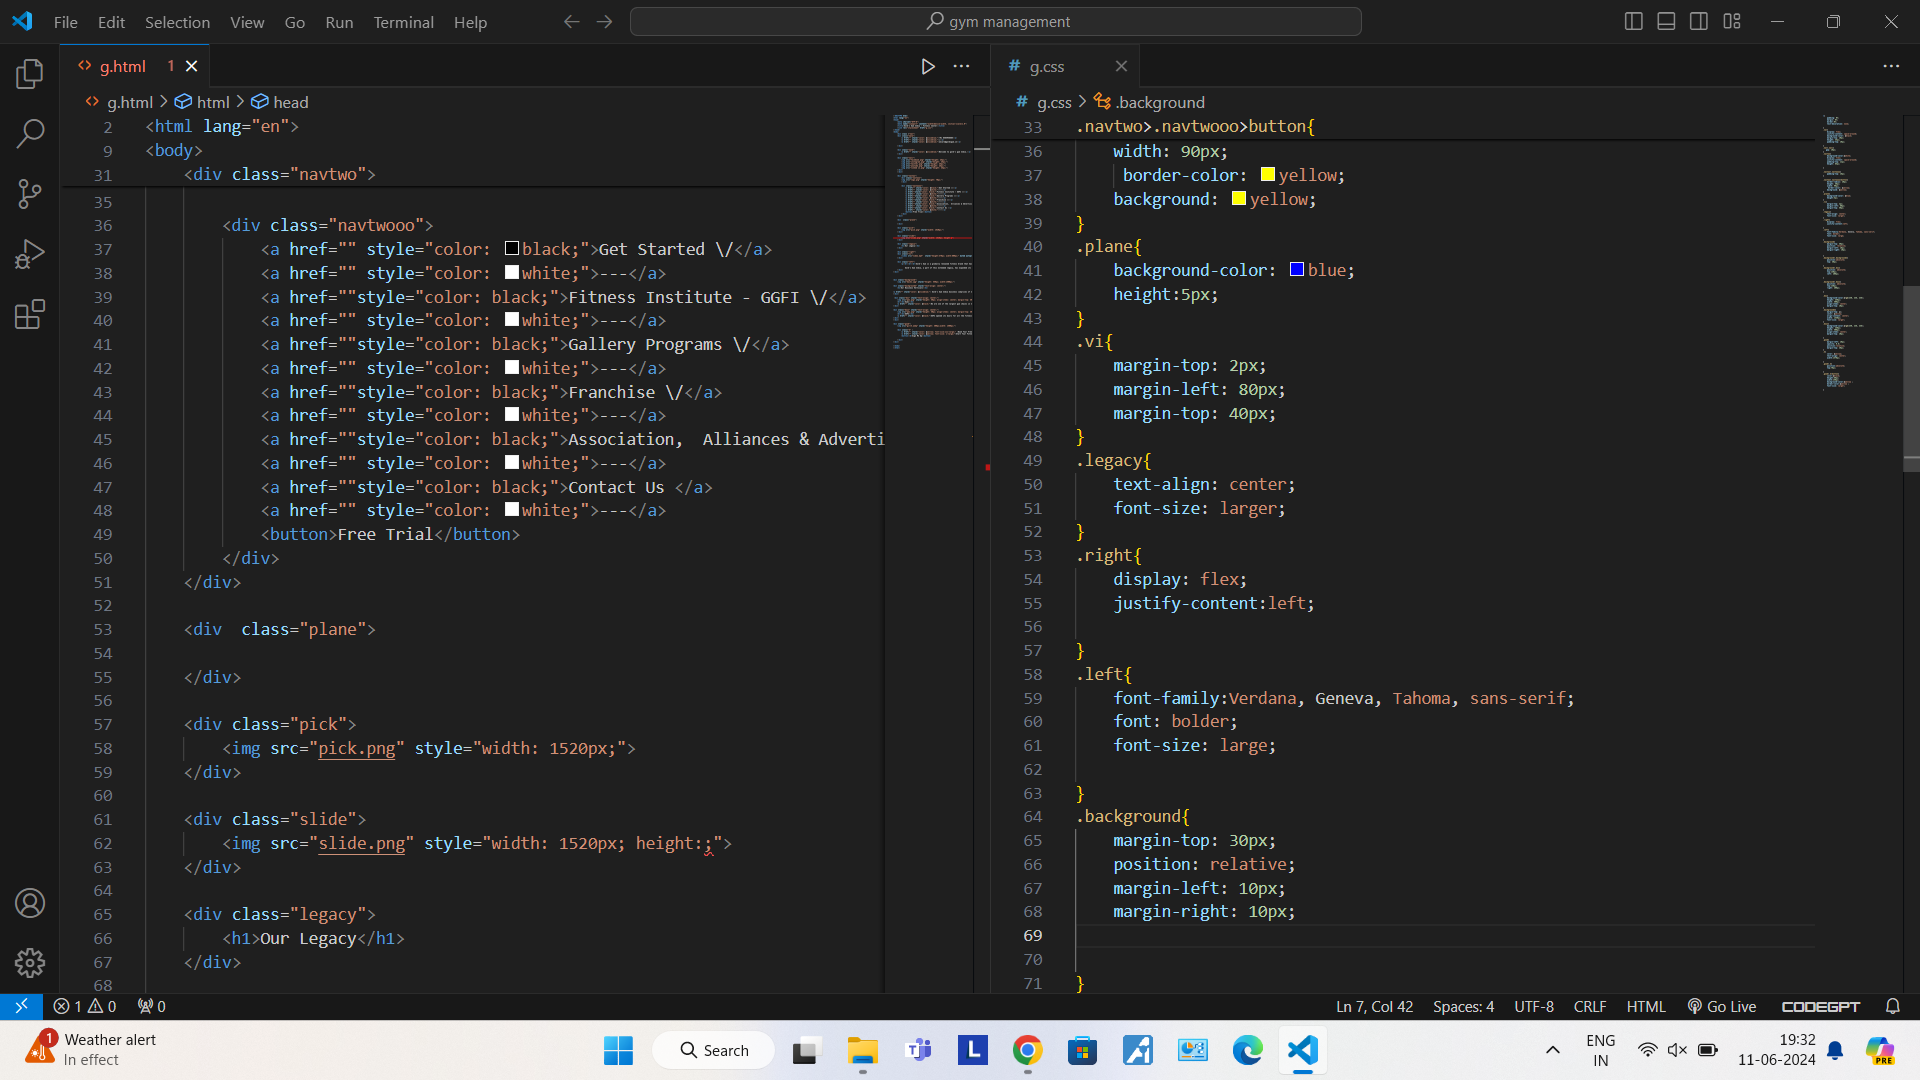 File Edit Selection View Go Run Terminal Help
gym management
g.html 1
g.html > html > head
2 <html lang="en">
9 <body>
31 <div class="navtwo">
35
36 <div class="navtwooo">
37 <a href="" style="color: black;">Get Started \/</a>
38 <a href="" style="color: white;">---</a>
39 <a href=""style="color: black;">Fitness Institute - GGFI \/</a>
40 <a href="" style="color: white;">---</a>
41 <a href=""style="color: black;">Gallery Programs \/</a>
42 <a href="" style="color: white;">---</a>
43 <a href=""style="color: black;">Franchise \/</a>
44 <a href="" style="color: white;">---</a>
45 <a href=""style="color: black;">Association,  Alliances & Adverti
46 <a href="" style="color: white;">---</a>
47 <a href=""style="color: black;">Contact Us </a>
48 <a href="" style="color: white;">---</a>
49 <button>Free Trial</button>
50 </div>
51 </div>
52
53 <div  class="plane">
54
55 </div>
56
57 <div class="pick">
58 <img src="pick.png" style="width: 1520px;">
59 </div>
60
61 <div class="slide">
62 <img src="slide.png" style="width: 1520px; height:;">
63 </div>
64
65 <div class="legacy">
66 <h1>Our Legacy</h1>
67 </div>
68
# g.css
# g.css > .background
33 .navtwo>.navtwooo>button{
36 width: 90px;
37 border-color: yellow;
38 background: yellow;
39 }
40 .plane{
41 background-color: blue;
42 height:5px;
43 }
44 .vi{
45 margin-top: 2px;
46 margin-left: 80px;
47 margin-top: 40px;
48 }
49 .legacy{
50 text-align: center;
51 font-size: larger;
52 }
53 .right{
54 display: flex;
55 justify-content:left;
56
57 }
58 .left{
59 font-family:Verdana, Geneva, Tahoma, sans-serif;
60 font: bolder;
61 font-size: large;
62
63 }
64 .background{
65 margin-top: 30px;
66 position: relative;
67 margin-left: 10px;
68 margin-right: 10px;
69
70
71 }
1 0 0
Ln 7, Col 42 Spaces: 4 UTF-8 CRLF HTML Go Live CODEGPT
1 Weather alert
In effect
Search
L
PRE
ENG
IN
19:32
11-06-2024